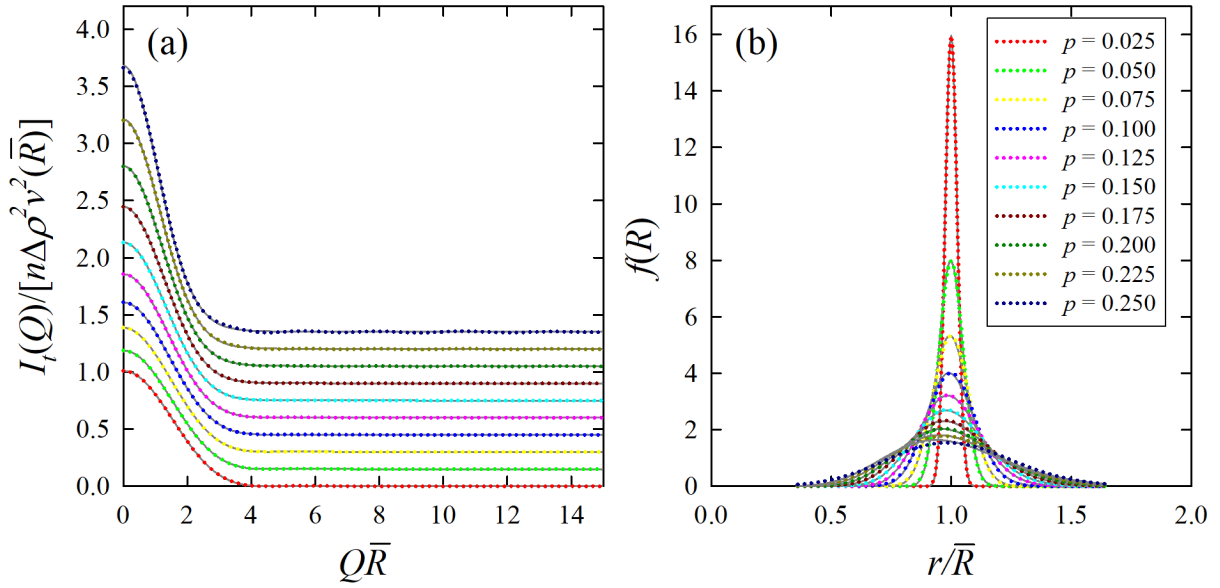 (a)
I_t(Q)/[nΔρ²v²(R̅)]
4.0
3.5
3.0
2.5
2.0
1.5
1.0
0.5
0.0
0 2 4 6 8 10 12 14
QR̅
(b)
f(R)
16
14
12
10
8
6
4
2
0
0.0 0.5 1.0 1.5 2.0
r/R̅
p = 0.025
p = 0.050
p = 0.075
p = 0.100
p = 0.125
p = 0.150
p = 0.175
p = 0.200
p = 0.225
p = 0.250